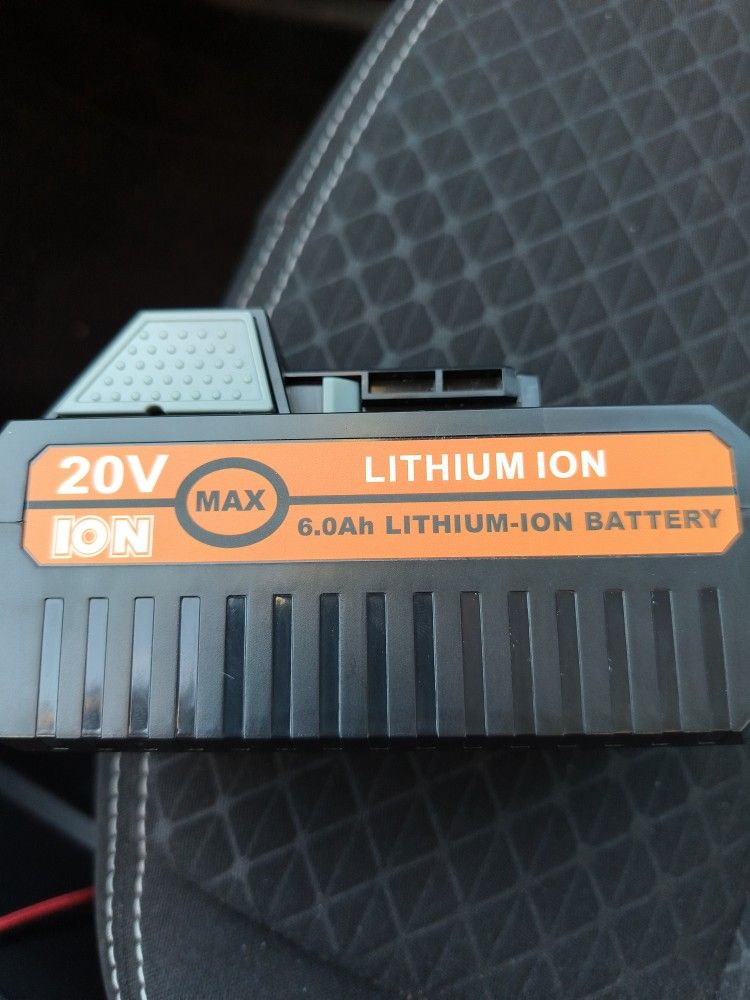 20V
ION
MAX
LITHIUM ION
6.0Ah LITHIUM-ION BATTERY